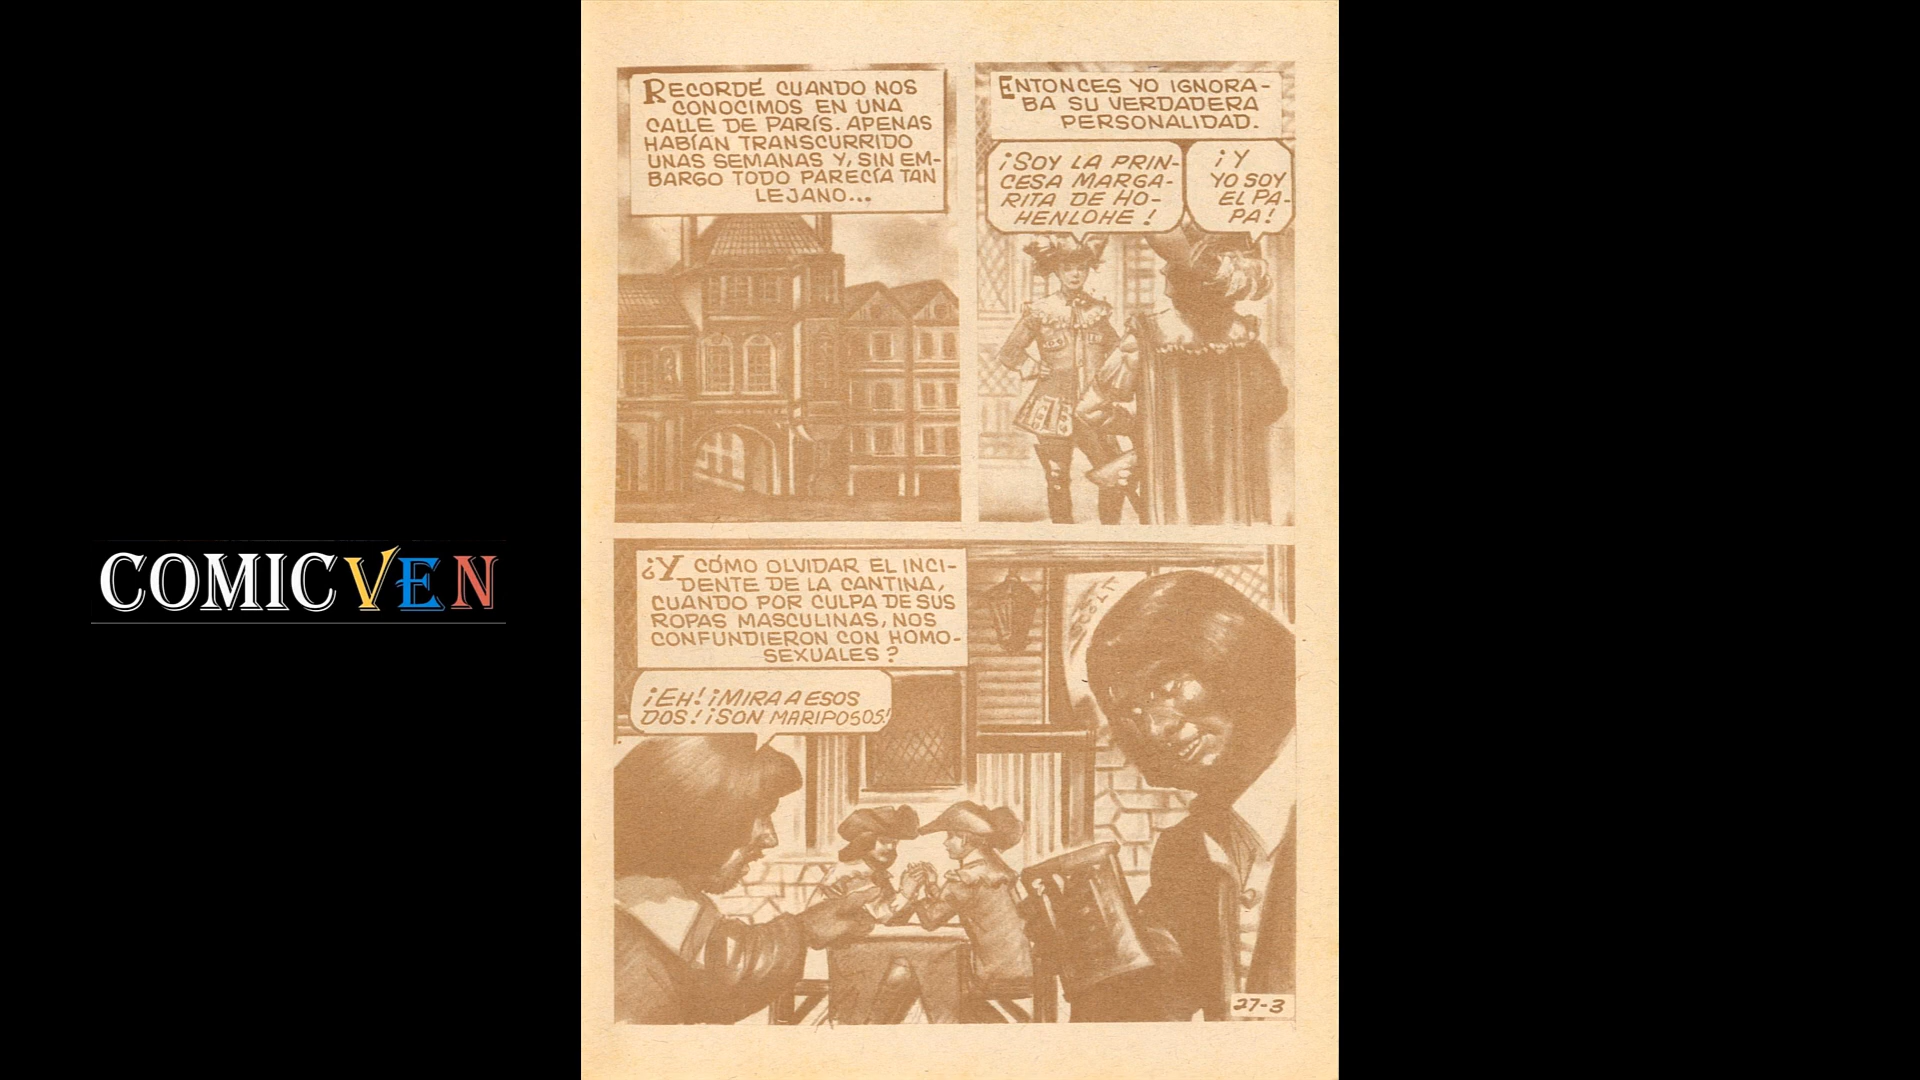 COMICVEN
RECORDÉ CUANDO NOS
CONOCIMOS EN UNA
CALLE DE PARÍS. APENAS
HABÍAN TRANSCURRIDO
UNAS SEMANAS Y, SIN EM-
BARGO TODO PARECÍA TAN
LEJANO...
ENTONCES YO IGNORA-
BA SU VERDADERA
PERSONALIDAD.
¡SOY LA PRIN-
CESA MARGA-
RITA DE HO-
HENLOHE!
¡Y
YO SOY
EL PA-
PA!
¿Y CÓMO OLVIDAR EL INCI-
DENTE DE LA CANTINA,
CUANDO POR CULPA DE SUS
ROPAS MASCULINAS, NOS
CONFUNDIERON CON HOMO-
SEXUALES?
¡EH! ¡MIRA A ESOS
DOS! ¡SON MARIPOSOS!
27-3